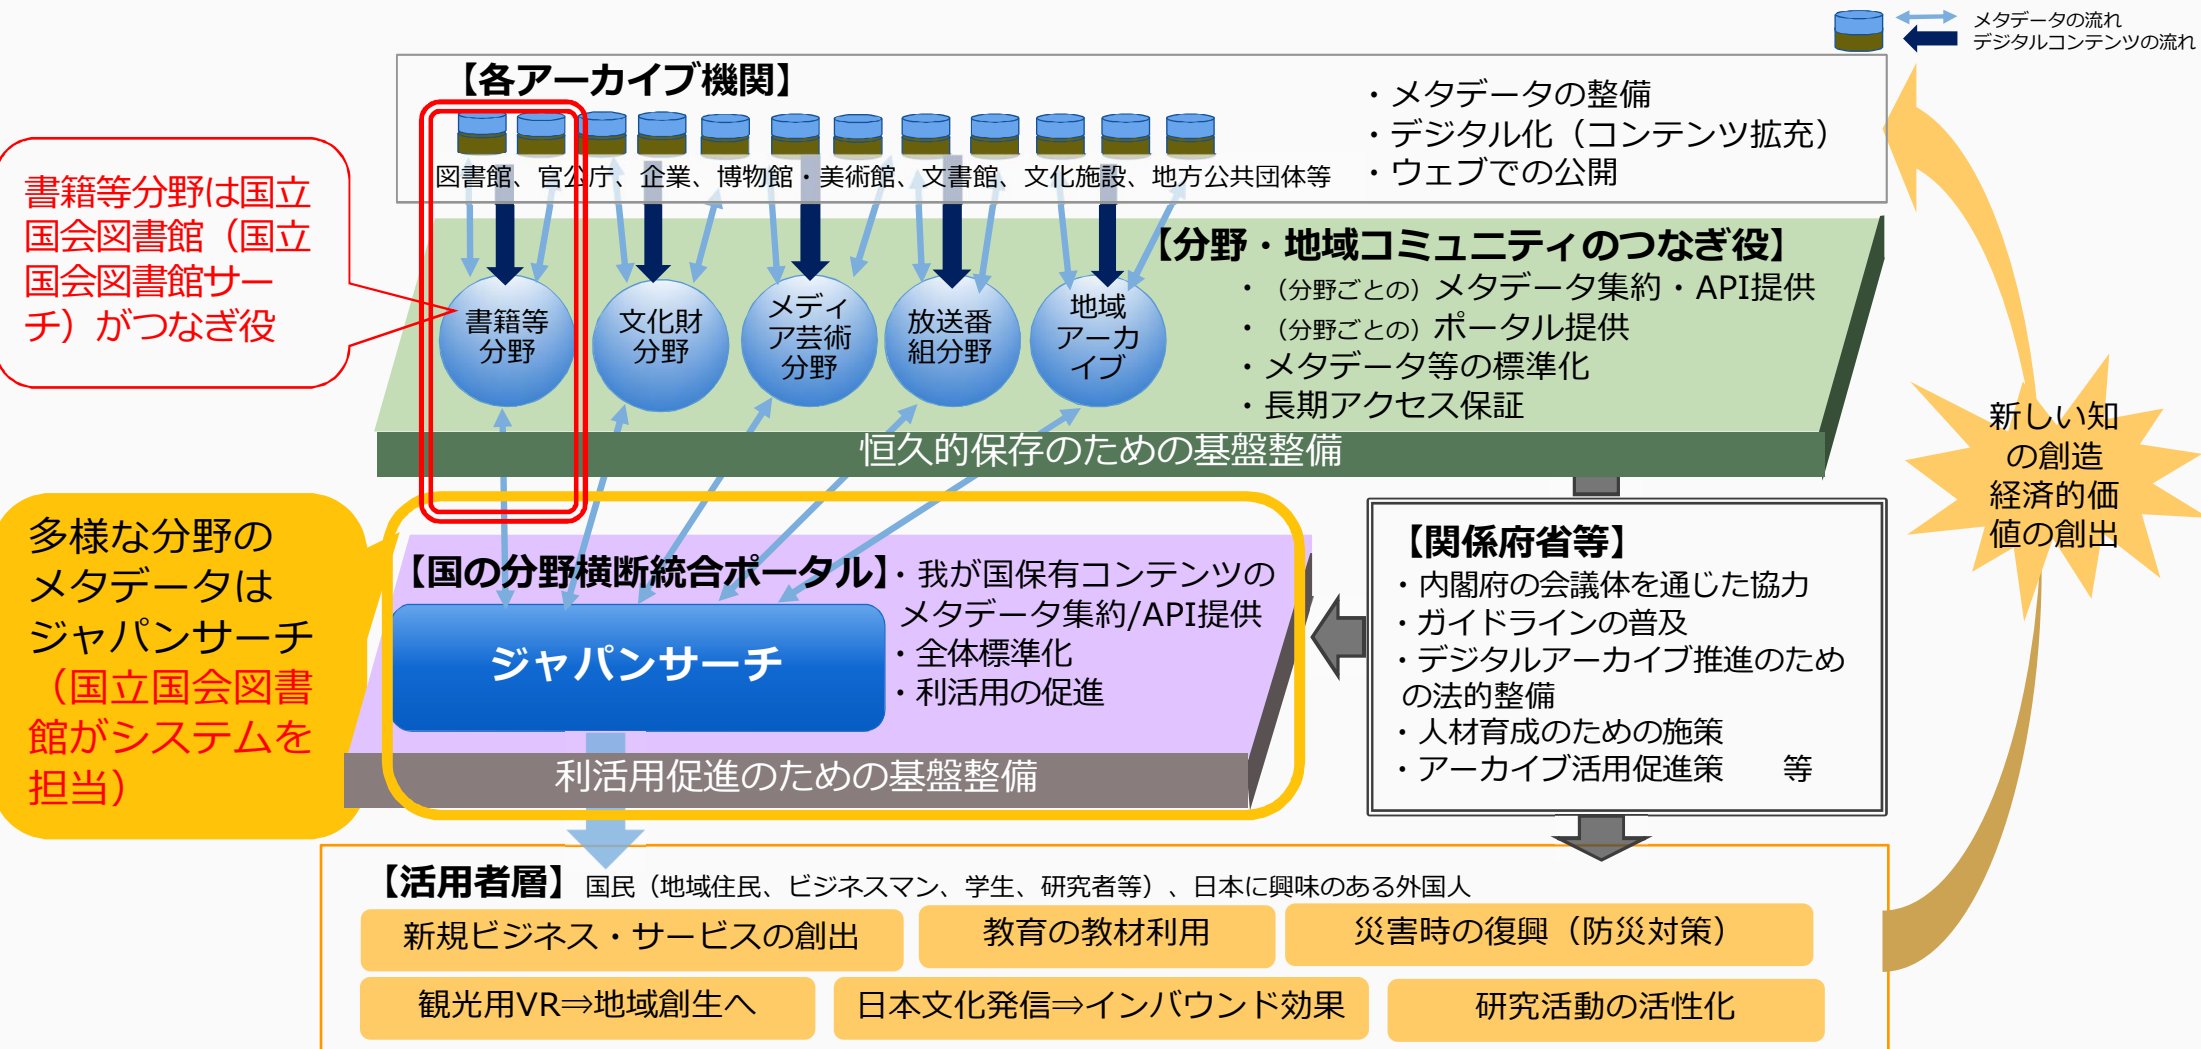 メタデータの流れ
デジタルコンテンツの流れ
【各アーカイブ機関】
・メタデータの整備
・デジタル化（コンテンツ拡充）
・ウェブでの公開
図書館、官公庁、企業、博物館・美術館、文書館、文化施設、地方公共団体等
書籍等分野は国立
国会図書館（国立
国会図書館サー
チ）がつなぎ役
【分野・地域コミュニティのつなぎ役】
・（分野ごとの）メタデータ集約・API提供
・（分野ごとの）ポータル提供
・メタデータ等の標準化
・長期アクセス保証
書籍等
分野
文化財
分野
メディ
ア芸術
分野
放送番
組分野
地域
アーカ
イブ
恒久的保存のための基盤整備
新しい知
の創造
経済的価
値の創出
多様な分野の
メタデータは
ジャパンサーチ
（国立国会図書
館がシステムを
担当）
【国の分野横断統合ポータル】
・我が国保有コンテンツの
メタデータ集約/API提供
・全体標準化
・利活用の促進
ジャパンサーチ
利活用促進のための基盤整備
【関係府省等】
・内閣府の会議体を通じた協力
・ガイドラインの普及
・デジタルアーカイブ推進のため
の法的整備
・人材育成のための施策
・アーカイブ活用促進策　等
【活用者層】国民（地域住民、ビジネスマン、学生、研究者等）、日本に興味のある外国人
新規ビジネス・サービスの創出
教育の教材利用
災害時の復興（防災対策）
観光用VR⇒地域創生へ
日本文化発信⇒インバウンド効果
研究活動の活性化